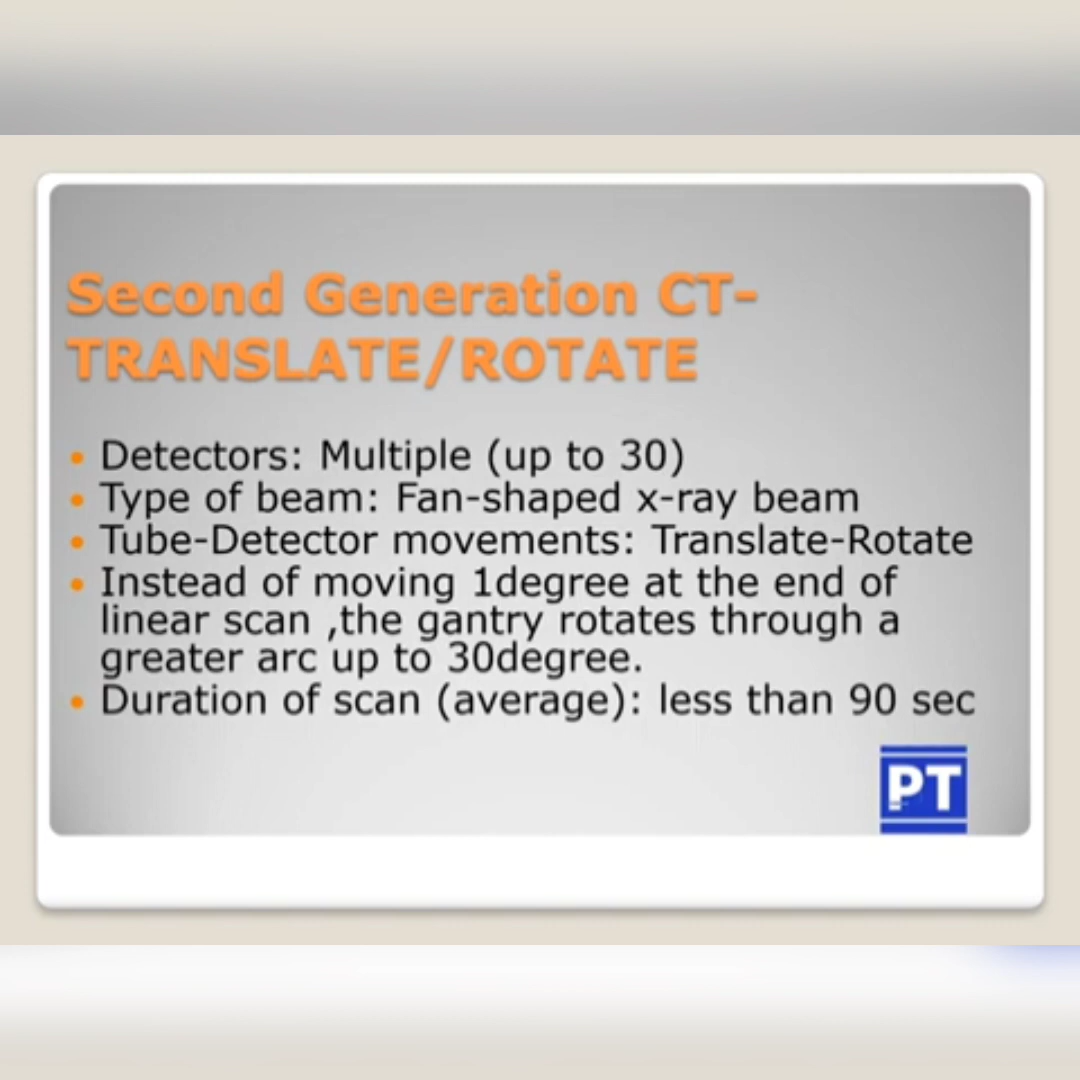 Second Generation CT-
TRANSLATE/ROTATE
Detectors: Multiple (up to 30)
Type of beam: Fan-shaped x-ray beam
Tube-Detector movements: Translate-Rotate
Instead of moving 1degree at the end of
linear scan ,the gantry rotates through a
greater arc up to 30degree.
Duration of scan (average): less than 90 sec
PT